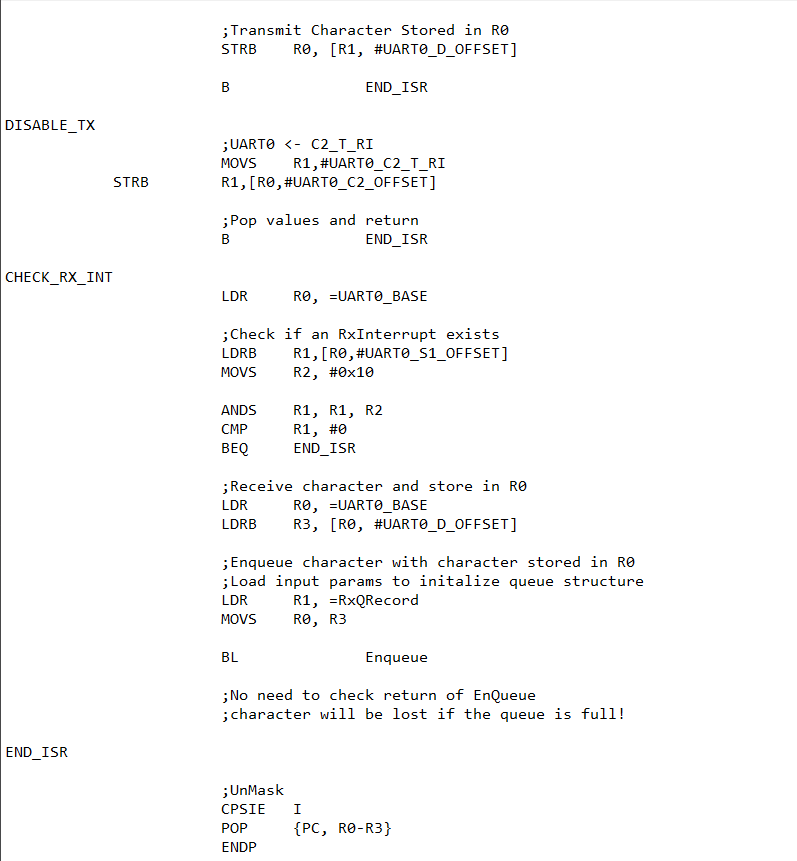 ;Transmit Character Stored in R0
STRB R0, [R1, #UART0_D_OFFSET]
B END_ISR
DISABLE_TX
;UART0 <- C2_T_RI
MOVS R1,#UART0_C2_T_RI
STRB R1,[R0,#UART0_C2_OFFSET]
;Pop values and return
B END_ISR
CHECK_RX_INT
LDR R0, =UART0_BASE
;Check if an RxInterrupt exists
LDRB R1,[R0,#UART0_S1_OFFSET]
MOVS R2, #0x10
ANDS R1, R1, R2
CMP R1, #0
BEQ END_ISR
;Receive character and store in R0
LDR R0, =UART0_BASE
LDRB R3, [R0, #UART0_D_OFFSET]
;Enqueue character with character stored in R0
;Load input params to initalize queue structure
LDR R1, =RxQRecord
MOVS R0, R3
BL Enqueue
;No need to check return of EnQueue
;character will be lost if the queue is full!
END_ISR
;UnMask
CPSIE I
POP {PC, R0-R3}
ENDP